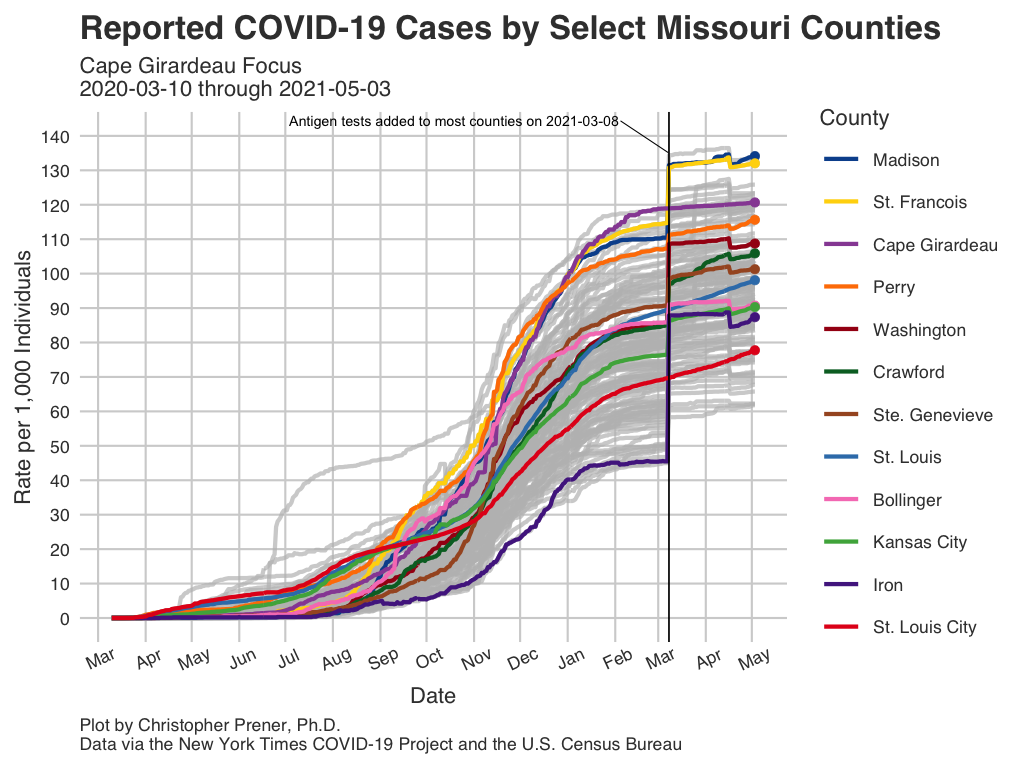 Reported COVID-19 Cases by Select Missouri Counties
Cape Girardeau Focus
2020-03-10 through 2021-05-03
Antigen tests added to most counties on 2021-03-08
Rate per 1,000 Individuals
140
130
120
110
100
90
80
70
60
50
40
30
20
10
0
Mar Apr May Jun Jul Aug Sep Oct Nov Dec Jan Feb Mar Apr May
Date
County
Madison
St. Francois
Cape Girardeau
Perry
Washington
Crawford
Ste. Genevieve
St. Louis
Bollinger
Kansas City
Iron
St. Louis City
Plot by Christopher Prener, Ph.D.
Data via the New York Times COVID-19 Project and the U.S. Census Bureau